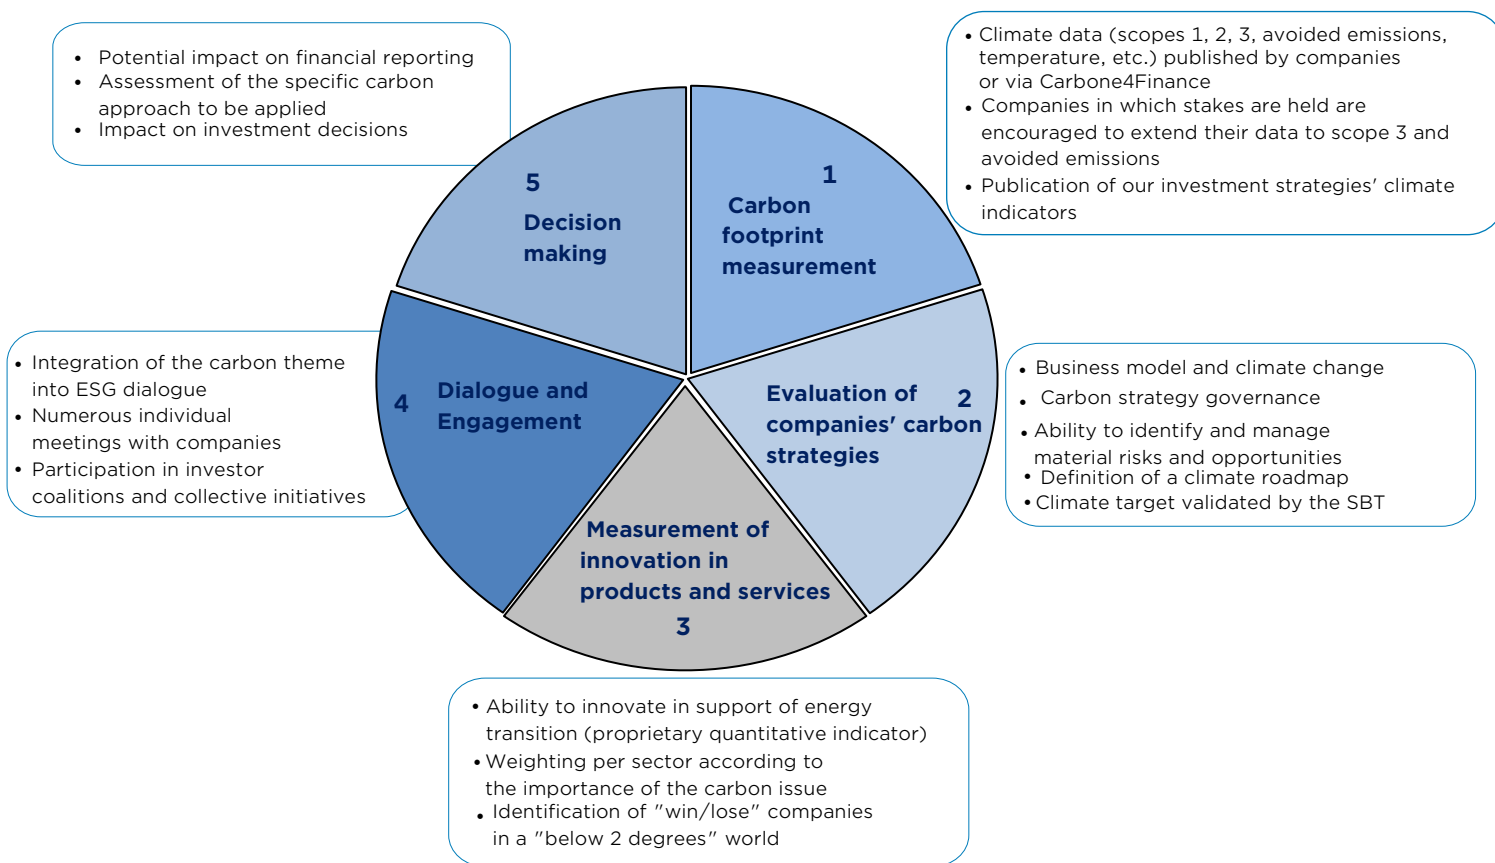 • Potential impact on financial reporting
• Assessment of the specific carbon
approach to be applied
• Impact on investment decisions
• Climate data (scopes 1, 2, 3, avoided emissions,
temperature, etc.) published by companies
or via Carbone4Finance
• Companies in which stakes are held are
encouraged to extend their data to scope 3 and
avoided emissions
• Publication of our investment strategies' climate
indicators
5
Decision
making
1
Carbon
footprint
measurement
• Integration of the carbon theme
into ESG dialogue
• Numerous individual
meetings with companies
• Participation in investor
coalitions and collective initiatives
4
Dialogue and
Engagement
2
Evaluation of
companies' carbon
strategies
• Business model and climate change
• Carbon strategy governance
• Ability to identify and manage
material risks and opportunities
• Definition of a climate roadmap
• Climate target validated by the SBT
Measurement of
innovation in
products and services
3
• Ability to innovate in support of energy
transition (proprietary quantitative indicator)
• Weighting per sector according to
the importance of the carbon issue
• Identification of "win/lose" companies
in a "below 2 degrees" world